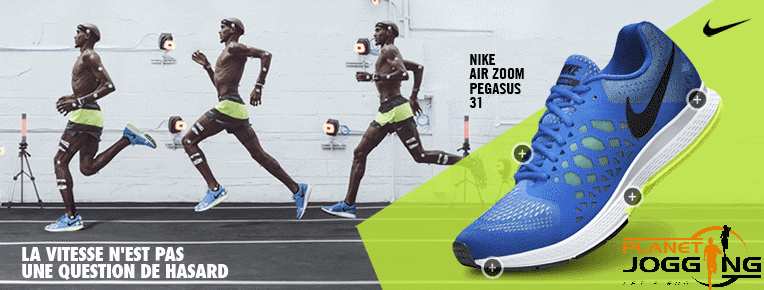 NIKE
AIR ZOOM
PEGASUS
31
LA VITESSE N'EST PAS
UNE QUESTION DE HASARD
PLANET
JOGGING